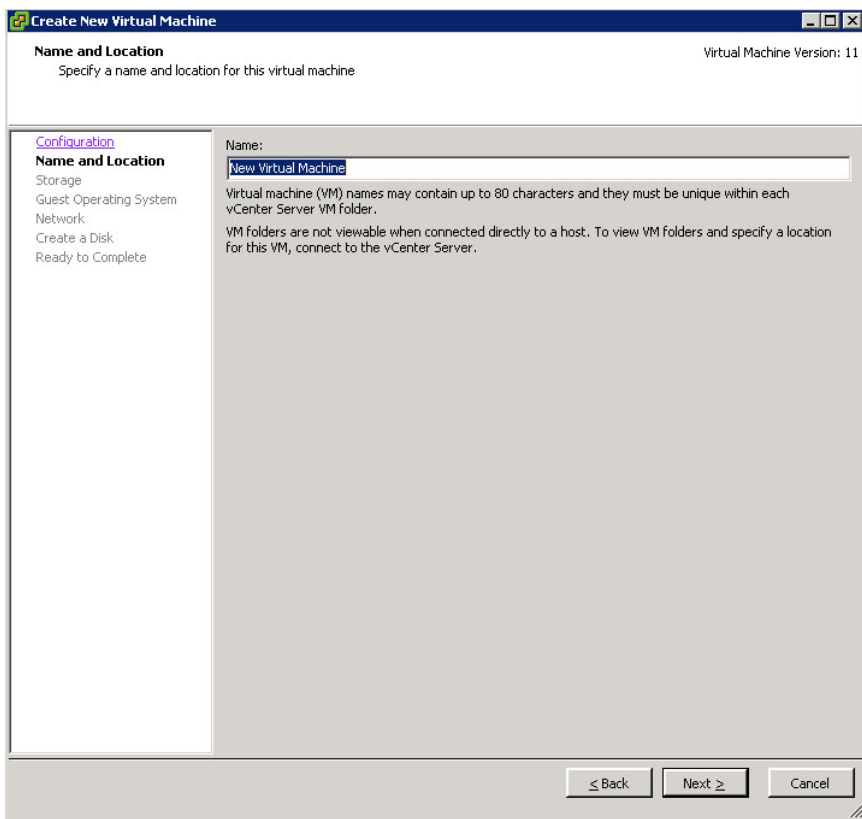 Create New Virtual Machine
Name and Location
Specify a name and location for this virtual machine
Virtual Machine Version: 11
Configuration
Name and Location
Storage
Guest Operating System
Network
Create a Disk
Ready to Complete
Name:
New Virtual Machine
Virtual machine (VM) names may contain up to 80 characters and they must be unique within each
vCenter Server VM folder.
VM folders are not viewable when connected directly to a host. To view VM folders and specify a location
for this VM, connect to the vCenter Server.
< Back
Next >
Cancel